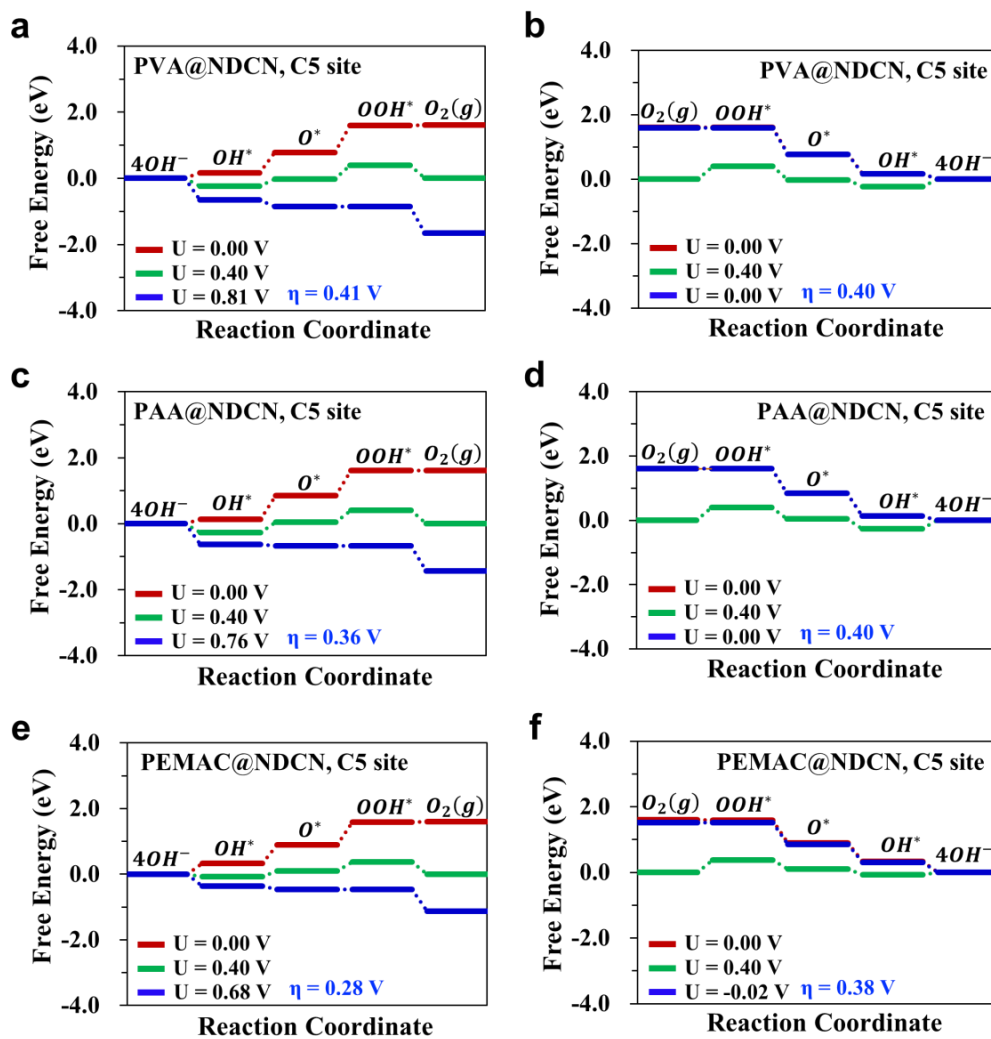 a
4.0
2.0
0.0
-2.0
-4.0
Free Energy (eV)
PVA@NDCN, C5 site
4OH⁻
OH*
O*
OOH*
O₂(g)
U = 0.00 V
U = 0.40 V
U = 0.81 V
η = 0.41 V
Reaction Coordinate
b
4.0
2.0
0.0
-2.0
-4.0
Free Energy (eV)
PVA@NDCN, C5 site
O₂(g)
OOH*
O*
OH*
4OH⁻
U = 0.00 V
U = 0.40 V
U = 0.00 V
η = 0.40 V
Reaction Coordinate
c
4.0
2.0
0.0
-2.0
-4.0
Free Energy (eV)
PAA@NDCN, C5 site
4OH⁻
OH*
O*
OOH*
O₂(g)
U = 0.00 V
U = 0.40 V
U = 0.76 V
η = 0.36 V
Reaction Coordinate
d
4.0
2.0
0.0
-2.0
-4.0
Free Energy (eV)
PAA@NDCN, C5 site
O₂(g)
OOH*
O*
OH*
4OH⁻
U = 0.00 V
U = 0.40 V
U = 0.00 V
η = 0.40 V
Reaction Coordinate
e
4.0
2.0
0.0
-2.0
-4.0
Free Energy (eV)
PEMAC@NDCN, C5 site
4OH⁻
OH*
O*
OOH*
O₂(g)
U = 0.00 V
U = 0.40 V
U = 0.68 V
η = 0.28 V
Reaction Coordinate
f
4.0
2.0
0.0
-2.0
-4.0
Free Energy (eV)
PEMAC@NDCN, C5 site
O₂(g)
OOH*
O*
OH*
4OH⁻
U = 0.00 V
U = 0.40 V
U = -0.02 V
η = 0.38 V
Reaction Coordinate